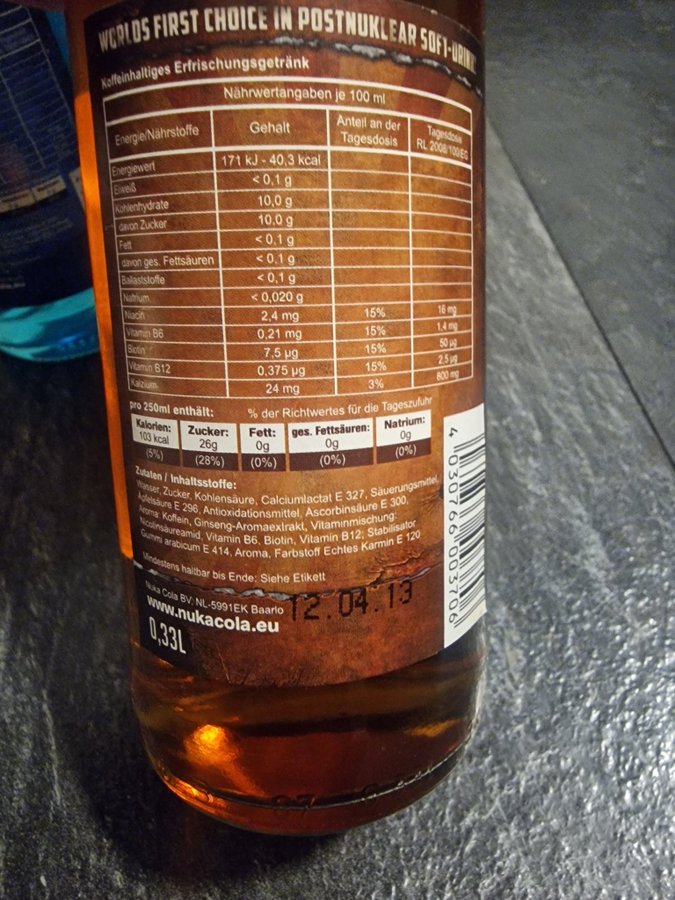 WORLDS FIRST CHOICE IN POSTNUKLEAR SOFT-DRINK
Koffeinhaltiges Erfrischungsgetränk
Nährwertangaben je 100 ml
Energie/Nährstoffe Gehalt Anteil an der Tagesdosis Tagesdosis RL 2008/100/EG
Energiewert 171 kJ - 40,3 kcal
Eiweiß < 0,1 g
Kohlenhydrate 10,0 g
davon Zucker 10.0 g
Fett < 0,1 g
davon ges. Fettsäuren < 0,1 g
Ballaststoffe < 0,1 g
Natrium < 0,020 g
Niacin 2,4 mg 15% 16 mg
Vitamin B6 0,21 mg 15% 1,4 mg
Biotin 7,5 µg 15% 50 µg
Vitamin B12 0,375 µg 15% 2,5 µg
Kalzium 24 mg 3% 800 mg
pro 250ml enthält: % der Richtwertes für die Tageszufuhr
Kalorien: Zucker: Fett: ges. Fettsäuren: Natrium:
103 kcal 26g 0g 0g 0g
(5%) (28%) (0%) (0%) (0%)
Zutaten / Inhaltsstoffe:
Wasser, Zucker, Kohlensäure, Calciumlactat E 327, Säuerungsmittel,
Apfelsäure E 296, Antioxidationsmittel, Ascorbinsäure E 300,
Aroma: Koffein, Ginseng-Aromaextrakt, Vitaminmischung:
Nicotinsäureamid, Vitamin B6, Biotin, Vitamin B12; Stabilisator
Gummi arabicum E 414, Aroma, Farbstoff Echtes Karmin E 120
Mindestens haltbar bis Ende: Siehe Etikett
12.04.13
Nuka Cola BV: NL-5991EK Baarlo
www.nukacola.eu
0,33L
4 030766 003706